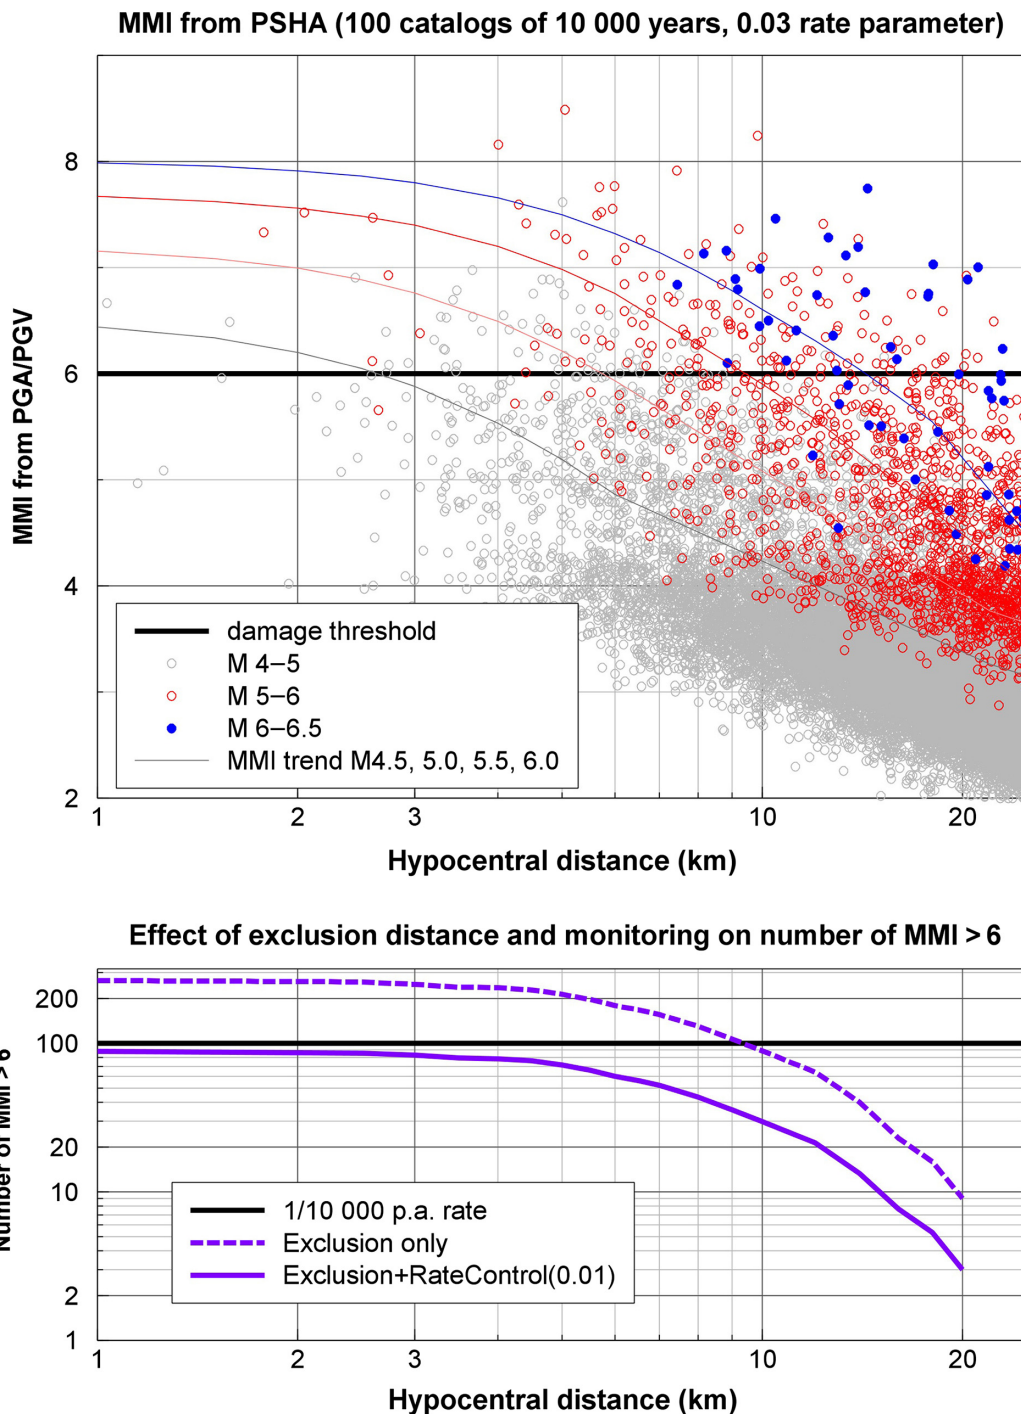 MMI from PSHA (100 catalogs of 10 000 years, 0.03 rate parameter)
MMI from PGA/PGV
8
6
4
2
damage threshold
M 4–5
M 5–6
M 6–6.5
MMI trend M4.5, 5.0, 5.5, 6.0
1 2 3 10 20
Hypocentral distance (km)
Effect of exclusion distance and monitoring on number of MMI > 6
Number of MMI > 6
200
100
20
10
2
1
1/10 000 p.a. rate
Exclusion only
Exclusion+RateControl(0.01)
1 2 3 10 20
Hypocentral distance (km)